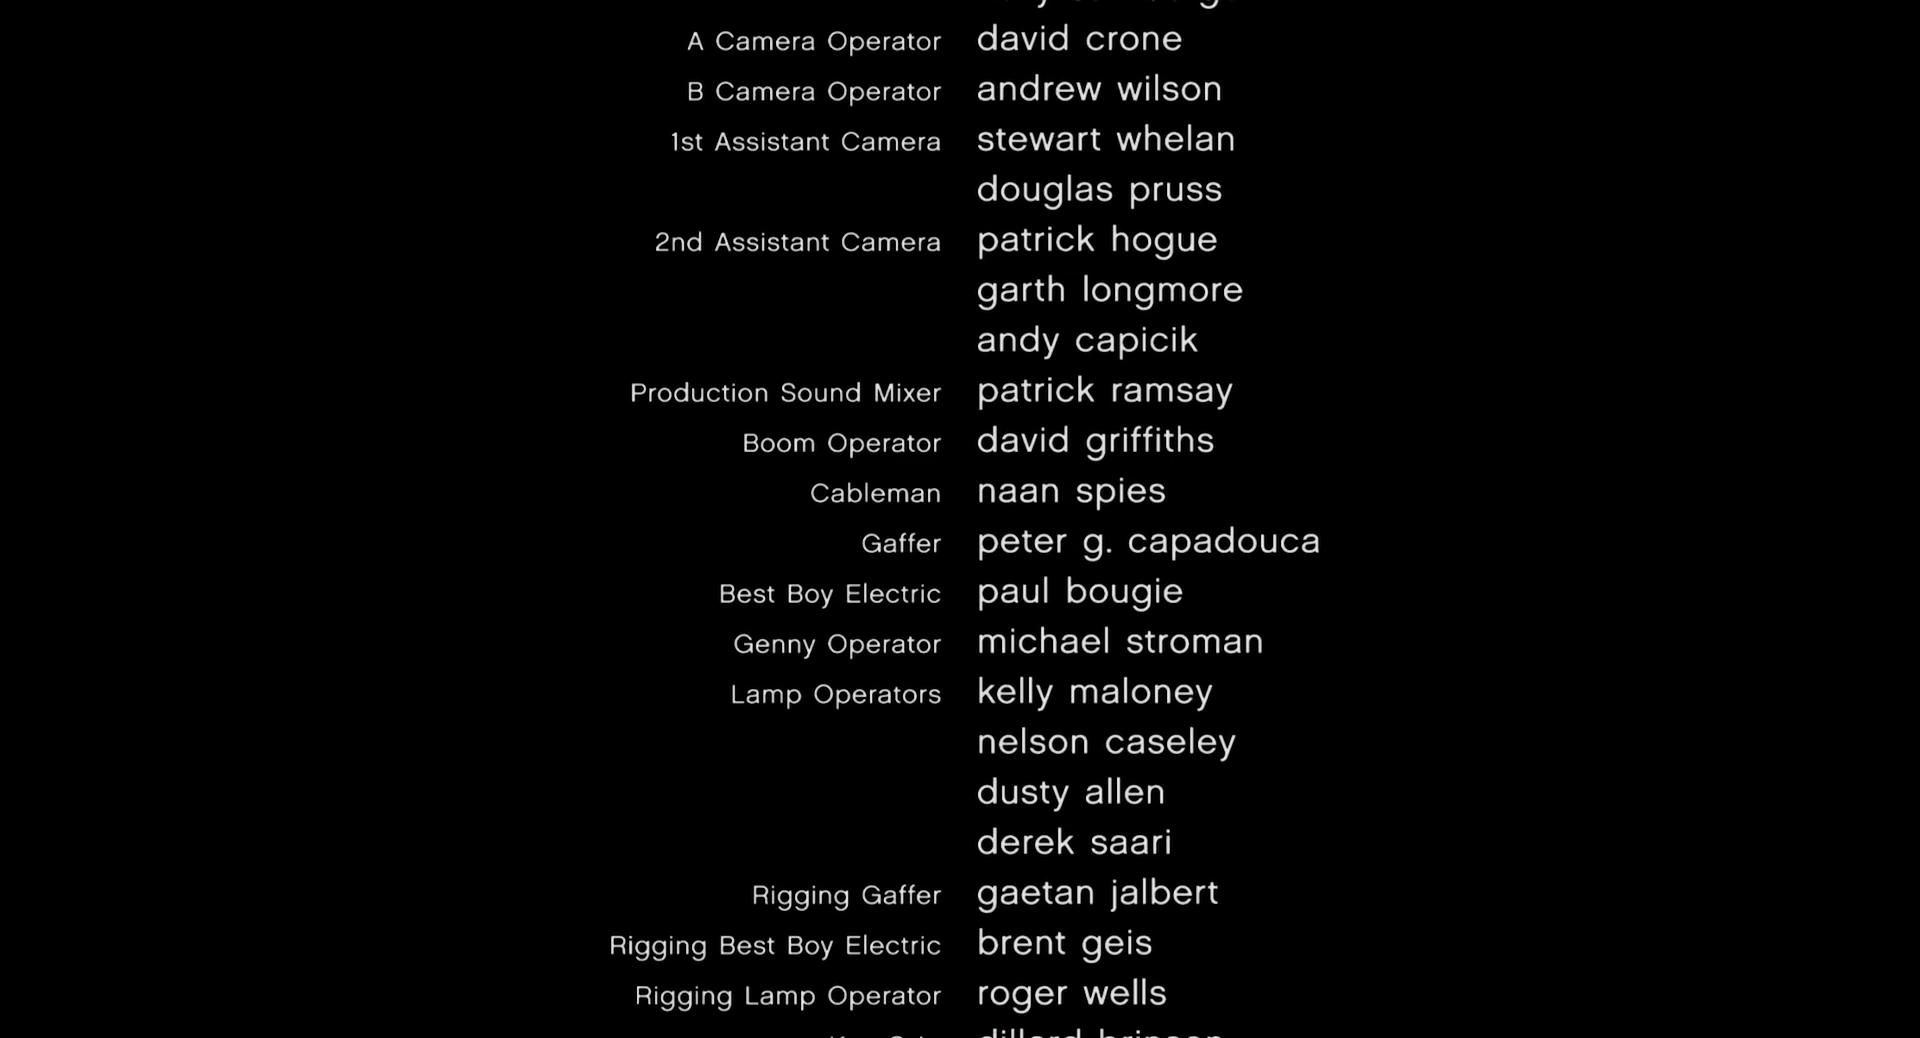 A Camera Operator david crone
B Camera Operator andrew wilson
1st Assistant Camera stewart whelan
douglas pruss
2nd Assistant Camera patrick hogue
garth longmore
andy capicik
Production Sound Mixer patrick ramsay
Boom Operator david griffiths
Cableman naan spies
Gaffer peter g. capadouca
Best Boy Electric paul bougie
Genny Operator michael stroman
Lamp Operators kelly maloney
nelson caseley
dusty allen
derek saari
Rigging Gaffer gaetan jalbert
Rigging Best Boy Electric brent geis
Rigging Lamp Operator roger wells